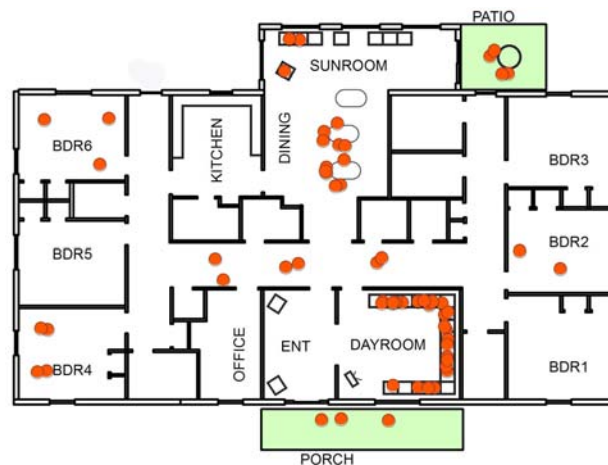 PATIO
SUNROOM
BDR6
KITCHEN
DINING
BDR3
BDR5
BDR2
BDR4
OFFICE
ENT
DAYROOM
BDR1
PORCH